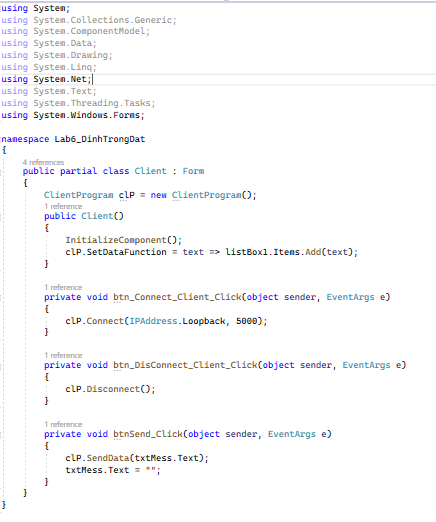 using System;
using System.Collections.Generic;
using System.ComponentModel;
using System.Data;
using System.Drawing;
using System.Linq;
using System.Net;
using System.Text;
using System.Threading.Tasks;
using System.Windows.Forms;

namespace Lab6_DinhTrongDat
{
4 references
public partial class Client : Form
{
ClientProgram clP = new ClientProgram();
1 reference
public Client()
{
InitializeComponent();
clP.SetDataFunction = text => listBox1.Items.Add(text);
}

1 reference
private void btn_Connect_Client_Click(object sender, EventArgs e)
{
clP.Connect(IPAddress.Loopback, 5000);
}

1 reference
private void btn_DisConnect_Client_Click(object sender, EventArgs e)
{
clP.Disconnect();
}

1 reference
private void btnSend_Click(object sender, EventArgs e)
{
clP.SendData(txtMess.Text);
txtMess.Text = "";
}
}
}